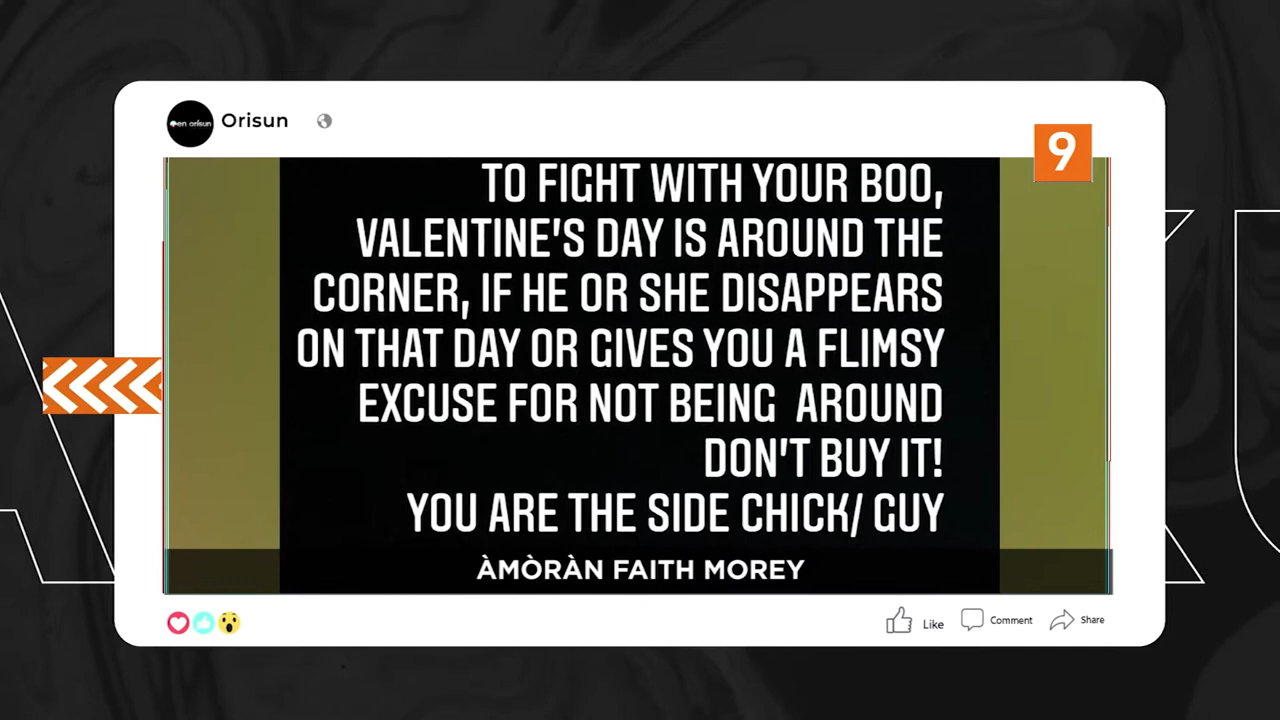 en orisun
Orisun
9
TO FIGHT WITH YOUR BOO,
VALENTINE'S DAY IS AROUND THE
CORNER, IF HE OR SHE DISAPPEARS
ON THAT DAY OR GIVES YOU A FLIMSY
EXCUSE FOR NOT BEING AROUND
DON'T BUY IT!
YOU ARE THE SIDE CHICK/ GUY
ÀMÒRÀN FAITH MOREY
Like
Comment
Share